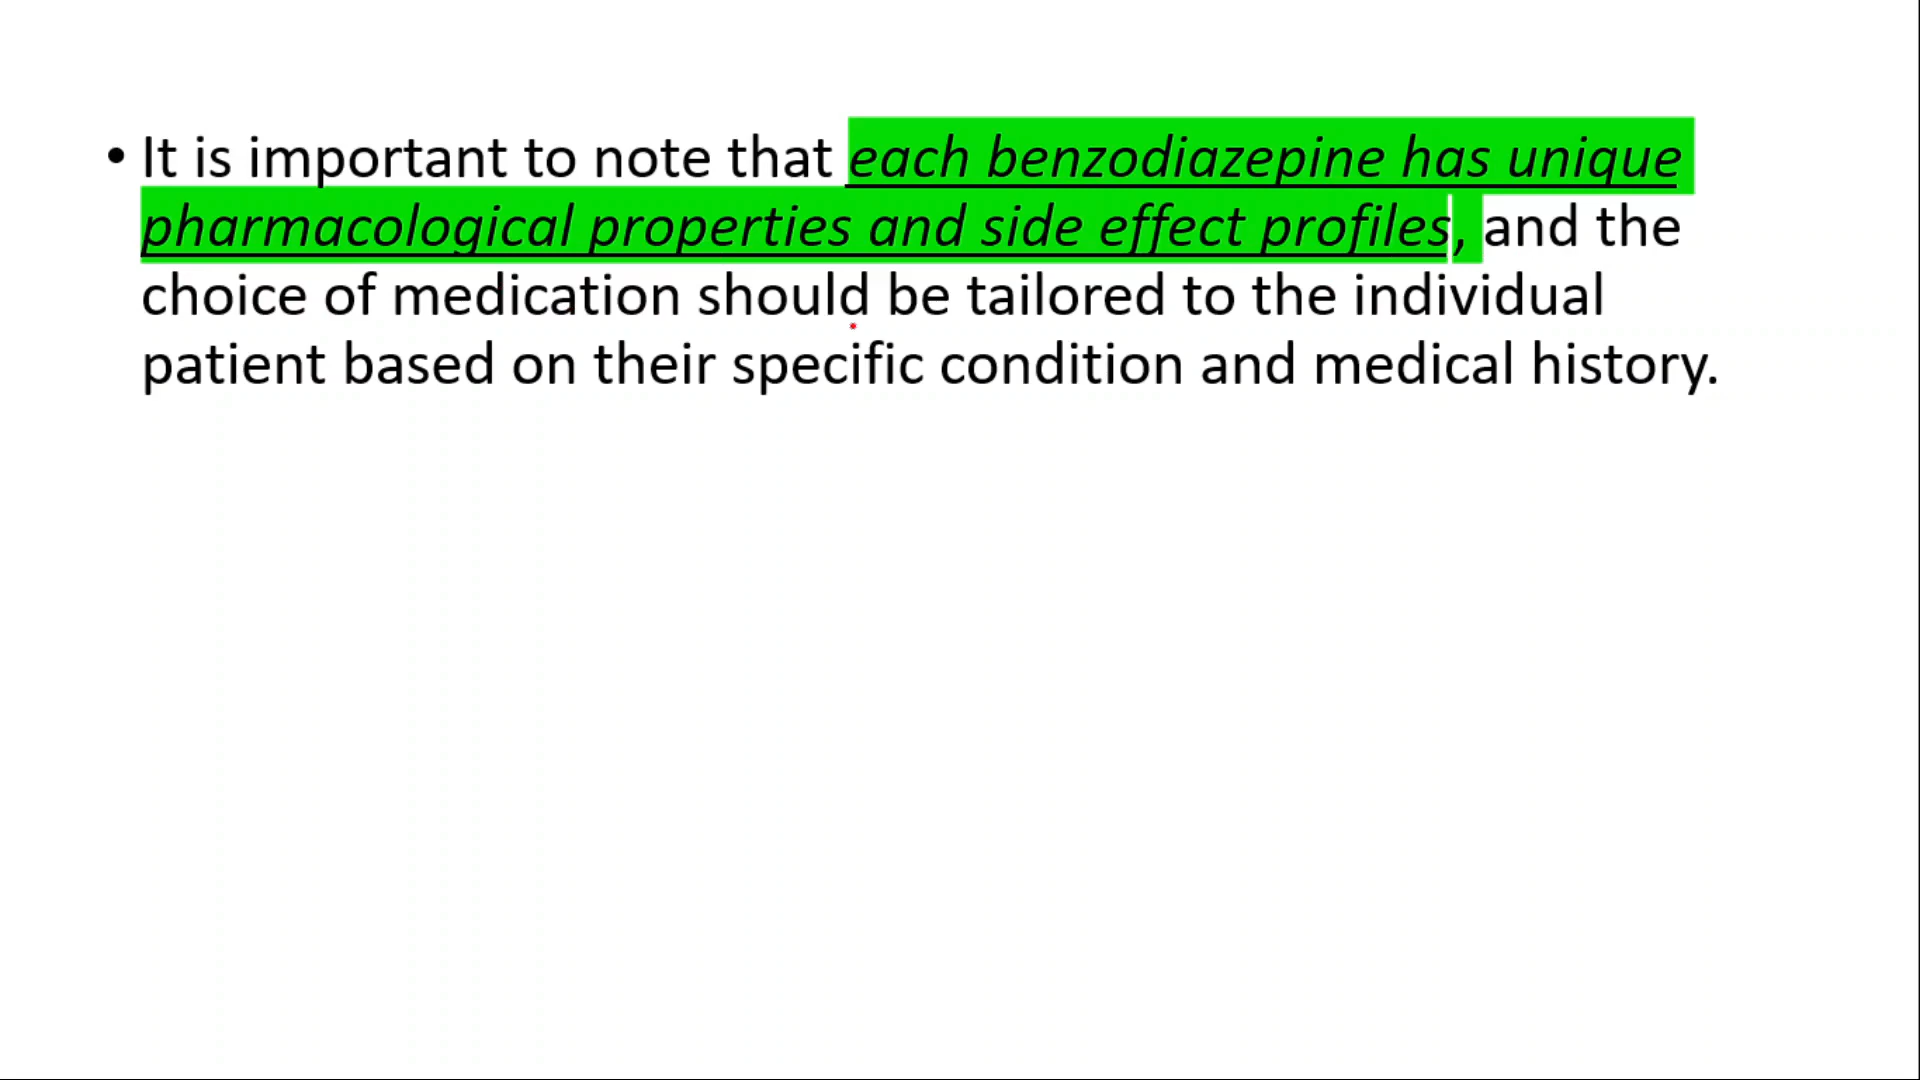 • It is important to note that each benzodiazepine has unique
pharmacological properties and side effect profiles, and the
choice of medication should be tailored to the individual
patient based on their specific condition and medical history.